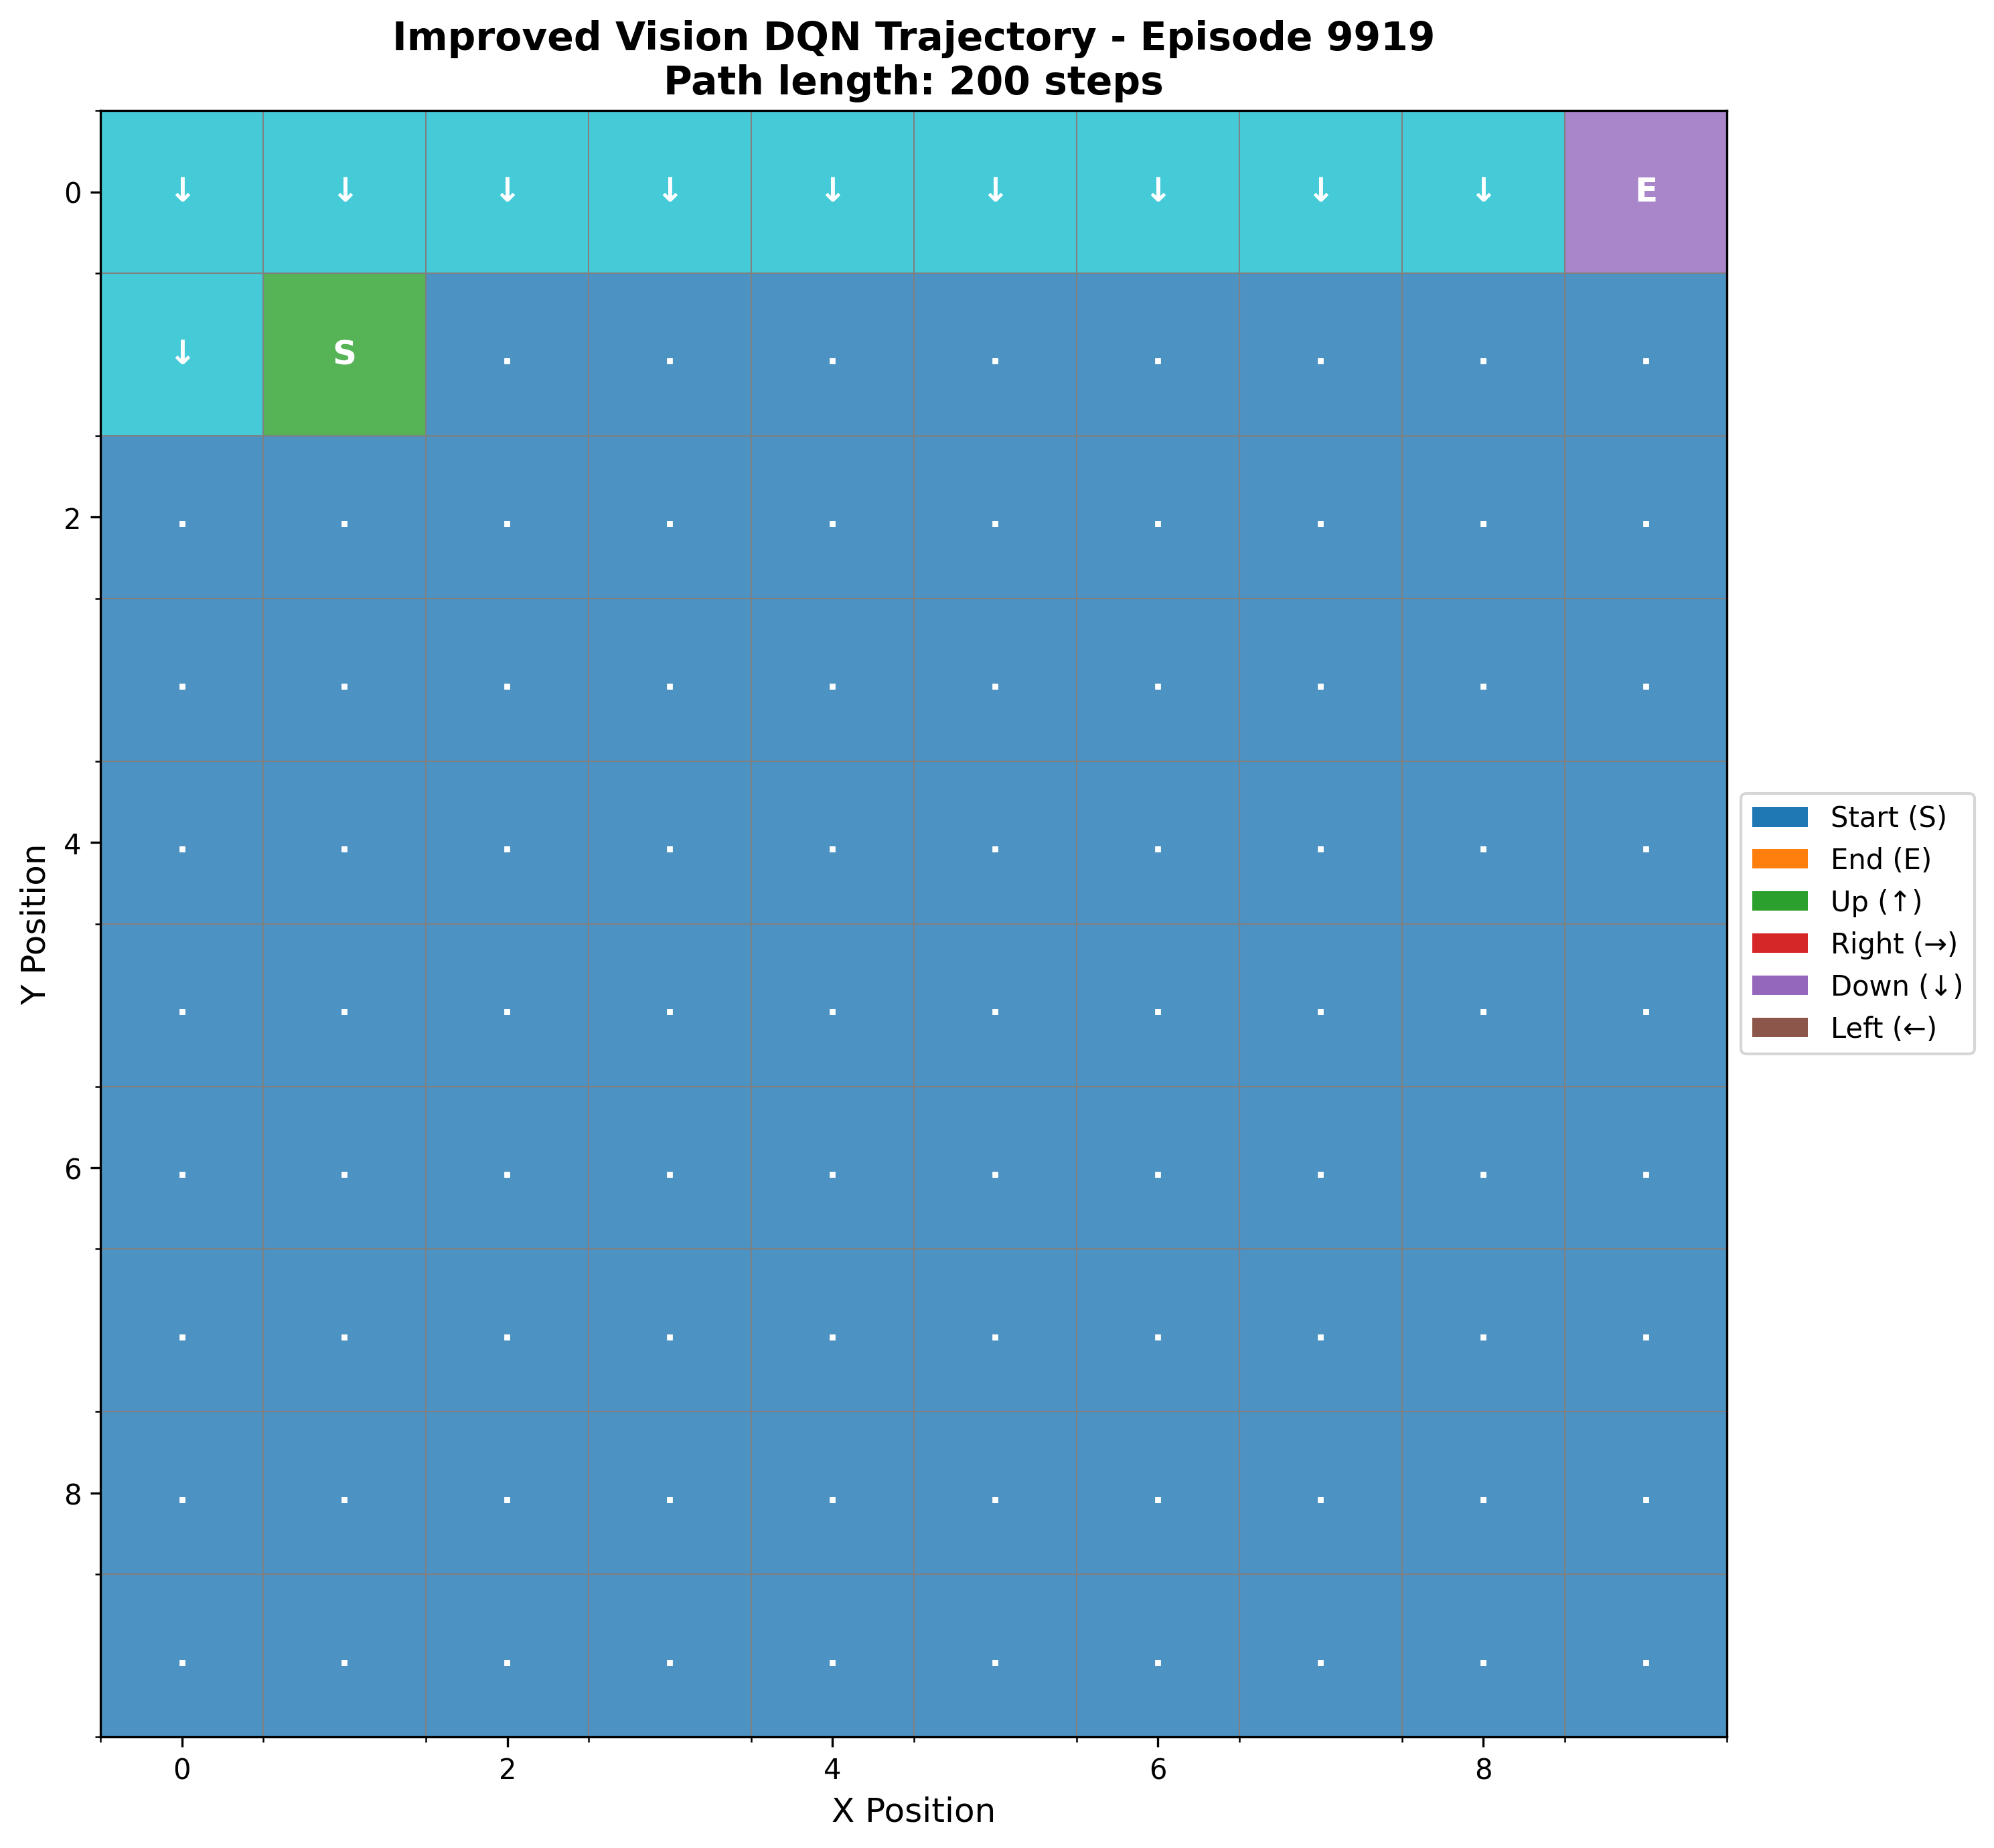 Improved Vision DQN Trajectory - Episode 9919
Path length: 200 steps
0 ↓ ↓ ↓ ↓ ↓ ↓ ↓ ↓ ↓ E
↓ S . . . . . . . .
2 . . . . . . . . . .
. . . . . . . . . .
4 . . . . . . . . . .
. . . . . . . . . .
6 . . . . . . . . . .
. . . . . . . . . .
8 . . . . . . . . . .
. . . . . . . . . .
0 2 4 6 8
X Position
Y Position
Start (S)
End (E)
Up (↑)
Right (→)
Down (↓)
Left (←)